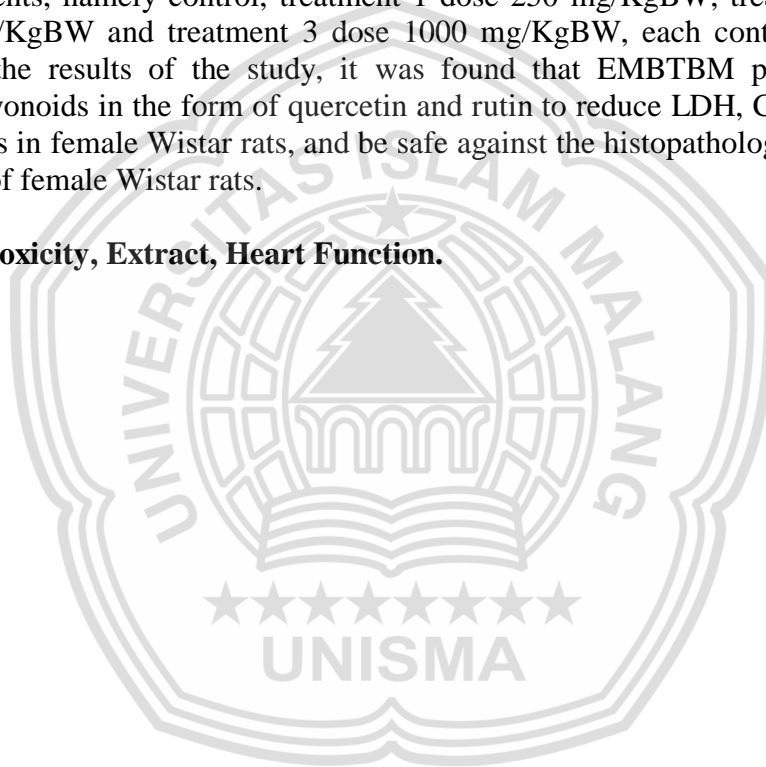 ents, namely control, treatment 1 dose 250 mg/KgBW, trea
/KgBW and treatment 3 dose 1000 mg/KgBW, each cont
the results of the study, it was found that EMBTBM p
vonoids in the form of quercetin and rutin to reduce LDH, C
s in female Wistar rats, and be safe against the histopatholog
of female Wistar rats.
oxicity, Extract, Heart Function.
UNIVERSITAS ISLAM MALANG
UNISMA